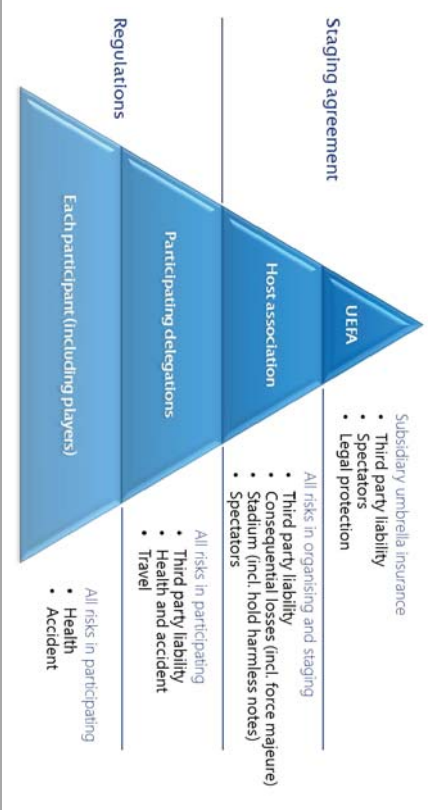 Staging agreement
UEFA
Subsidiary umbrella insurance
• Third party liability
• Spectators
• Legal protection
Host association
All risks in organising and staging
• Third party liability
• Consequential losses (incl. force majeure)
• Stadium (incl. hold harmless notes)
• Spectators
Regulations
Participating delegations
All risks in participating
• Third party liability
• Health and accident
• Travel
Each participant (including players)
All risks in participating
• Health
• Accident